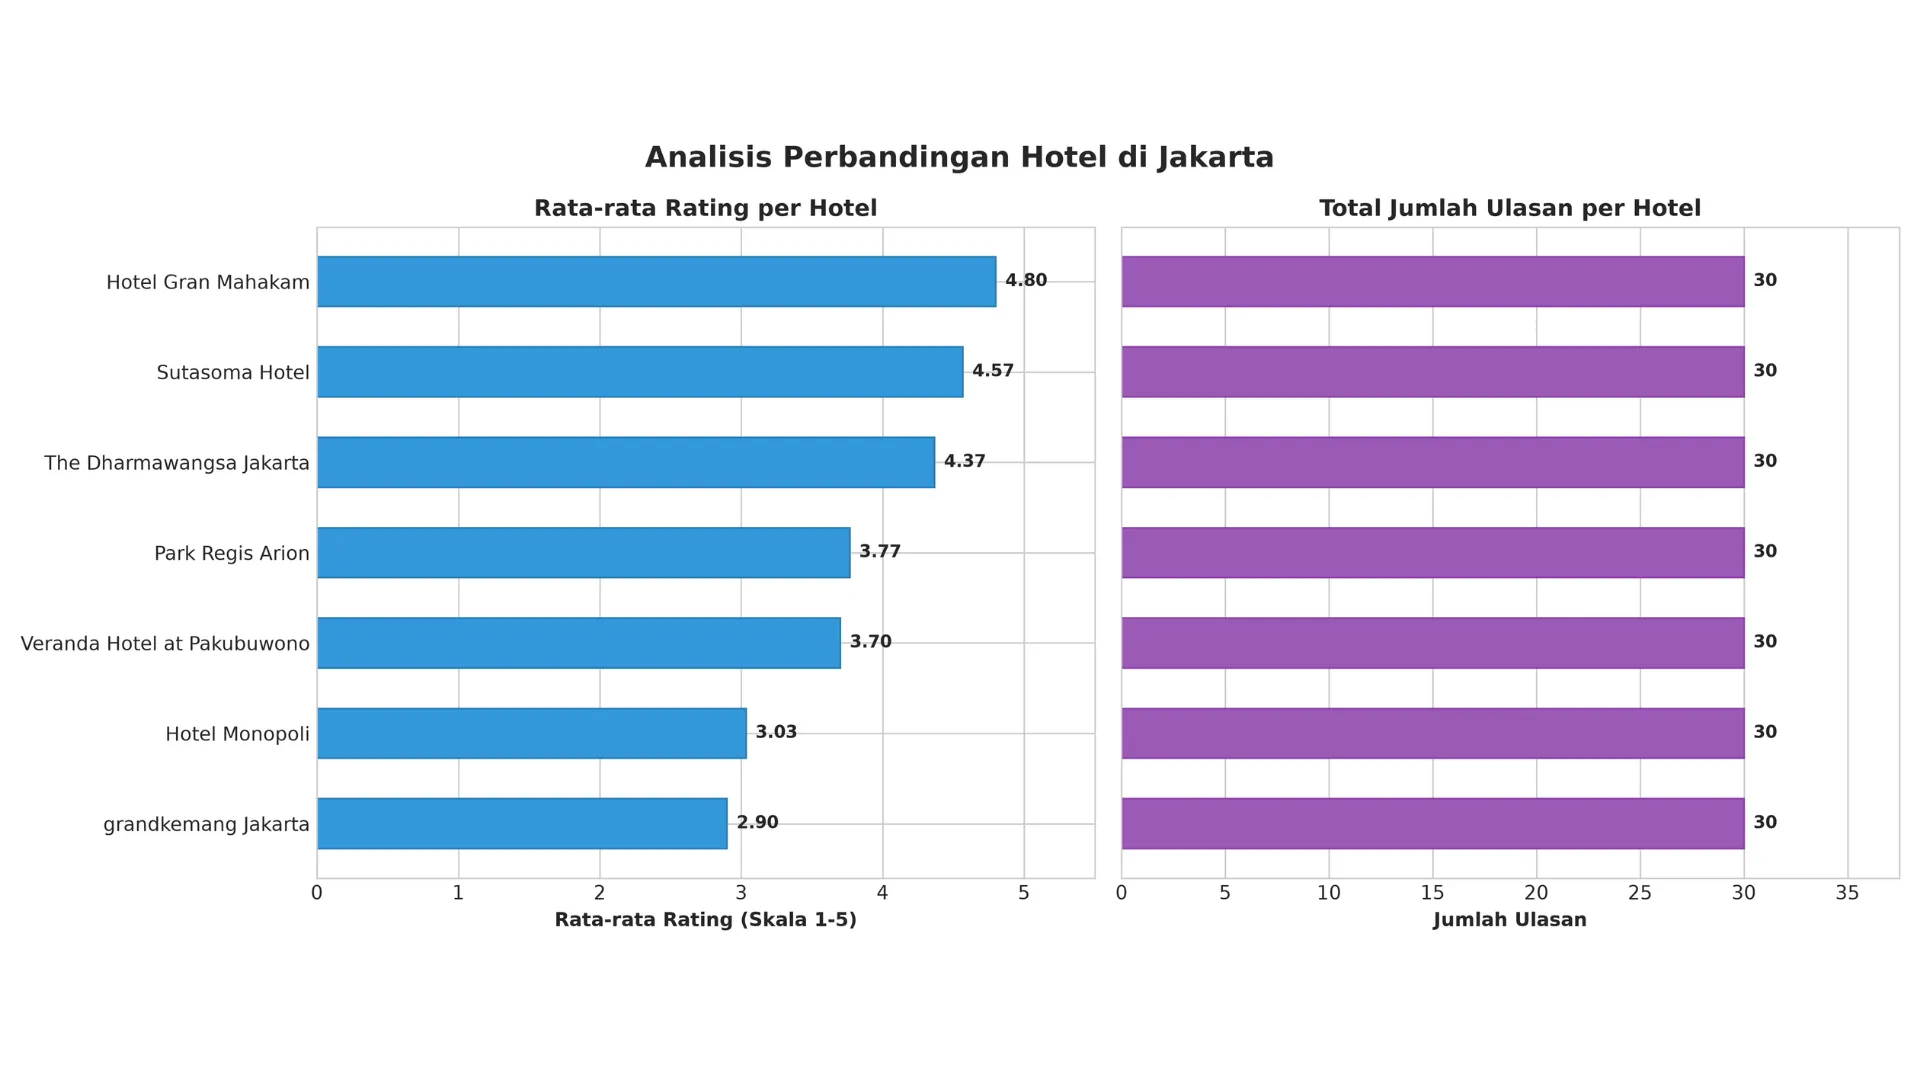 Analisis Perbandingan Hotel di Jakarta
Rata-rata Rating per Hotel
Hotel Gran Mahakam 4.80
Sutasoma Hotel 4.57
The Dharmawangsa Jakarta 4.37
Park Regis Arion 3.77
Veranda Hotel at Pakubuwono 3.70
Hotel Monopoli 3.03
grandkemang Jakarta 2.90
0 1 2 3 4 5
Rata-rata Rating (Skala 1-5)
Total Jumlah Ulasan per Hotel
30
30
30
30
30
30
30
0 5 10 15 20 25 30 35
Jumlah Ulasan